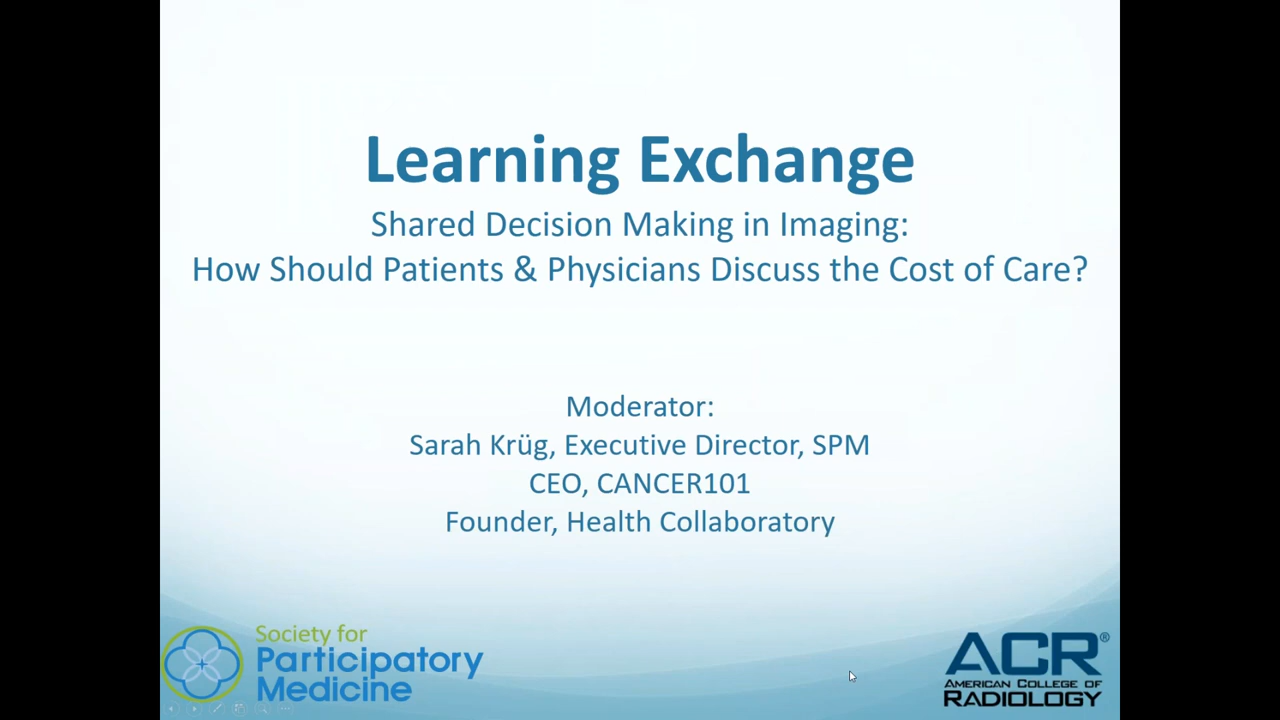 Learning Exchange
Shared Decision Making in Imaging:
How Should Patients & Physicians Discuss the Cost of Care?
Moderator:
Sarah Krüg, Executive Director, SPM
CEO, CANCER101
Founder, Health Collaboratory
Society for
Participatory
Medicine
ACR®
AMERICAN COLLEGE OF
RADIOLOGY